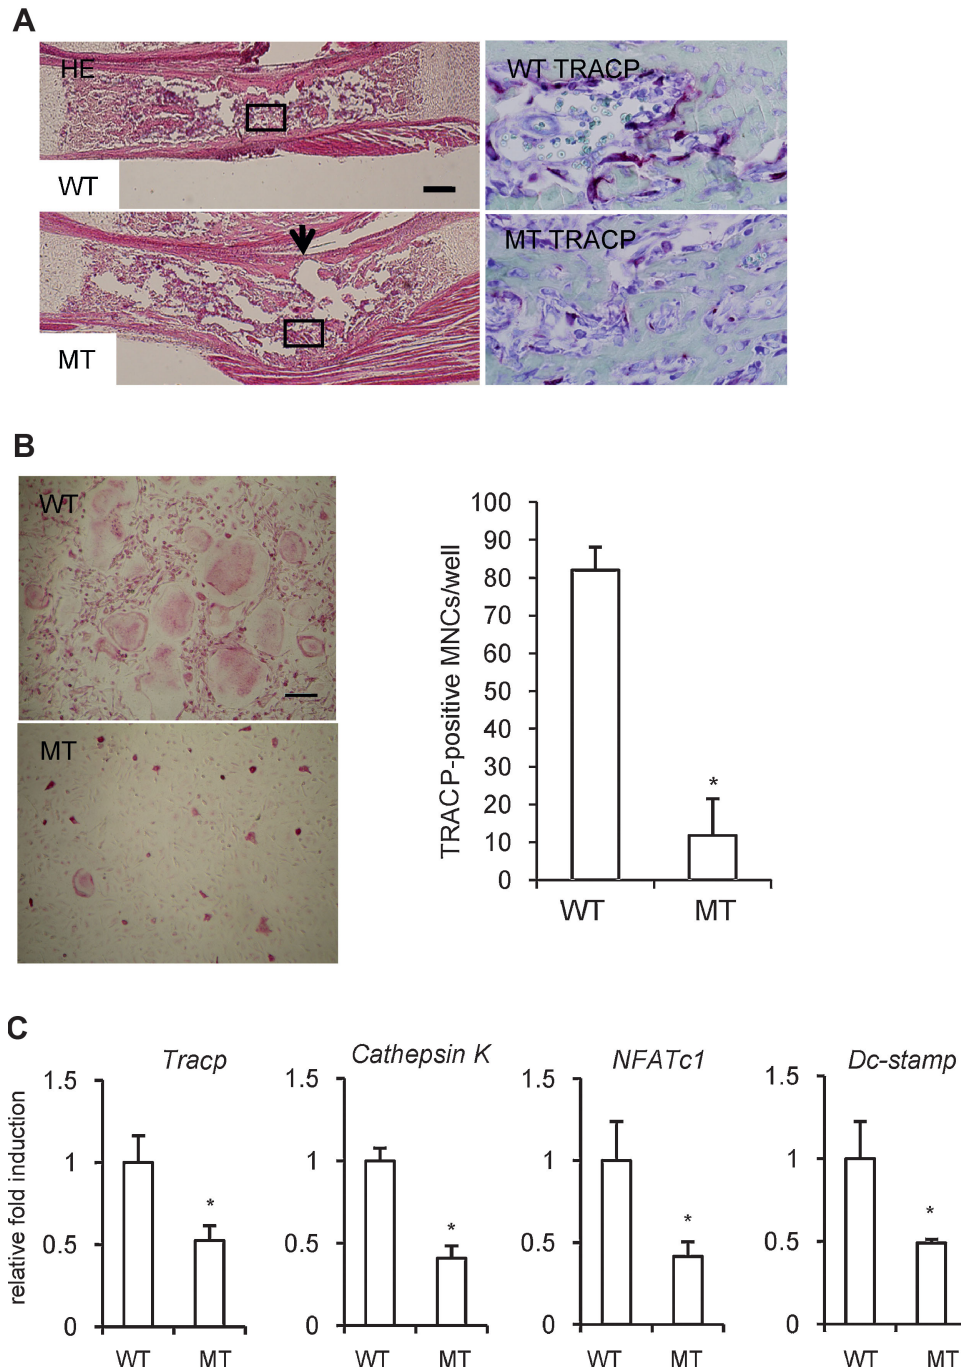 A
HE
WT TRACP
WT
MT TRACP
MT
B
WT
MT
TRACP-positive MNCs/well
100
90
80
70
60
50
40
30
20
10
0
*
WT MT
C
Tracp
Cathepsin K
NFATc1
Dc-stamp
relative fold induction
1.5
1
0.5
0
*
WT MT
1.5
1
0.5
0
*
WT MT
1.5
1
0.5
0
*
WT MT
1.5
1
0.5
0
*
WT MT